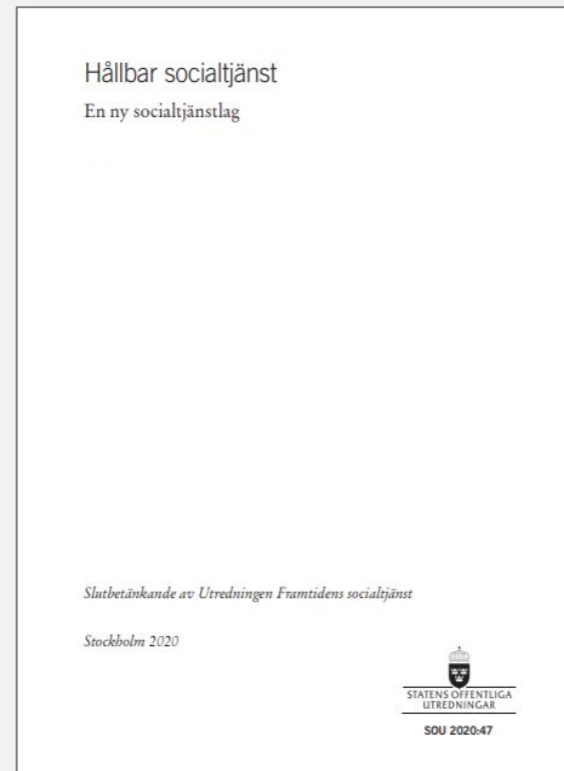 Hållbar socialtjänst
En ny socialtjänstlag
Slutbetänkande av Utredningen Framtidens socialtjänst
Stockholm 2020
STATENS OFFENTLIGA
UTREDNINGAR
SOU 2020:47